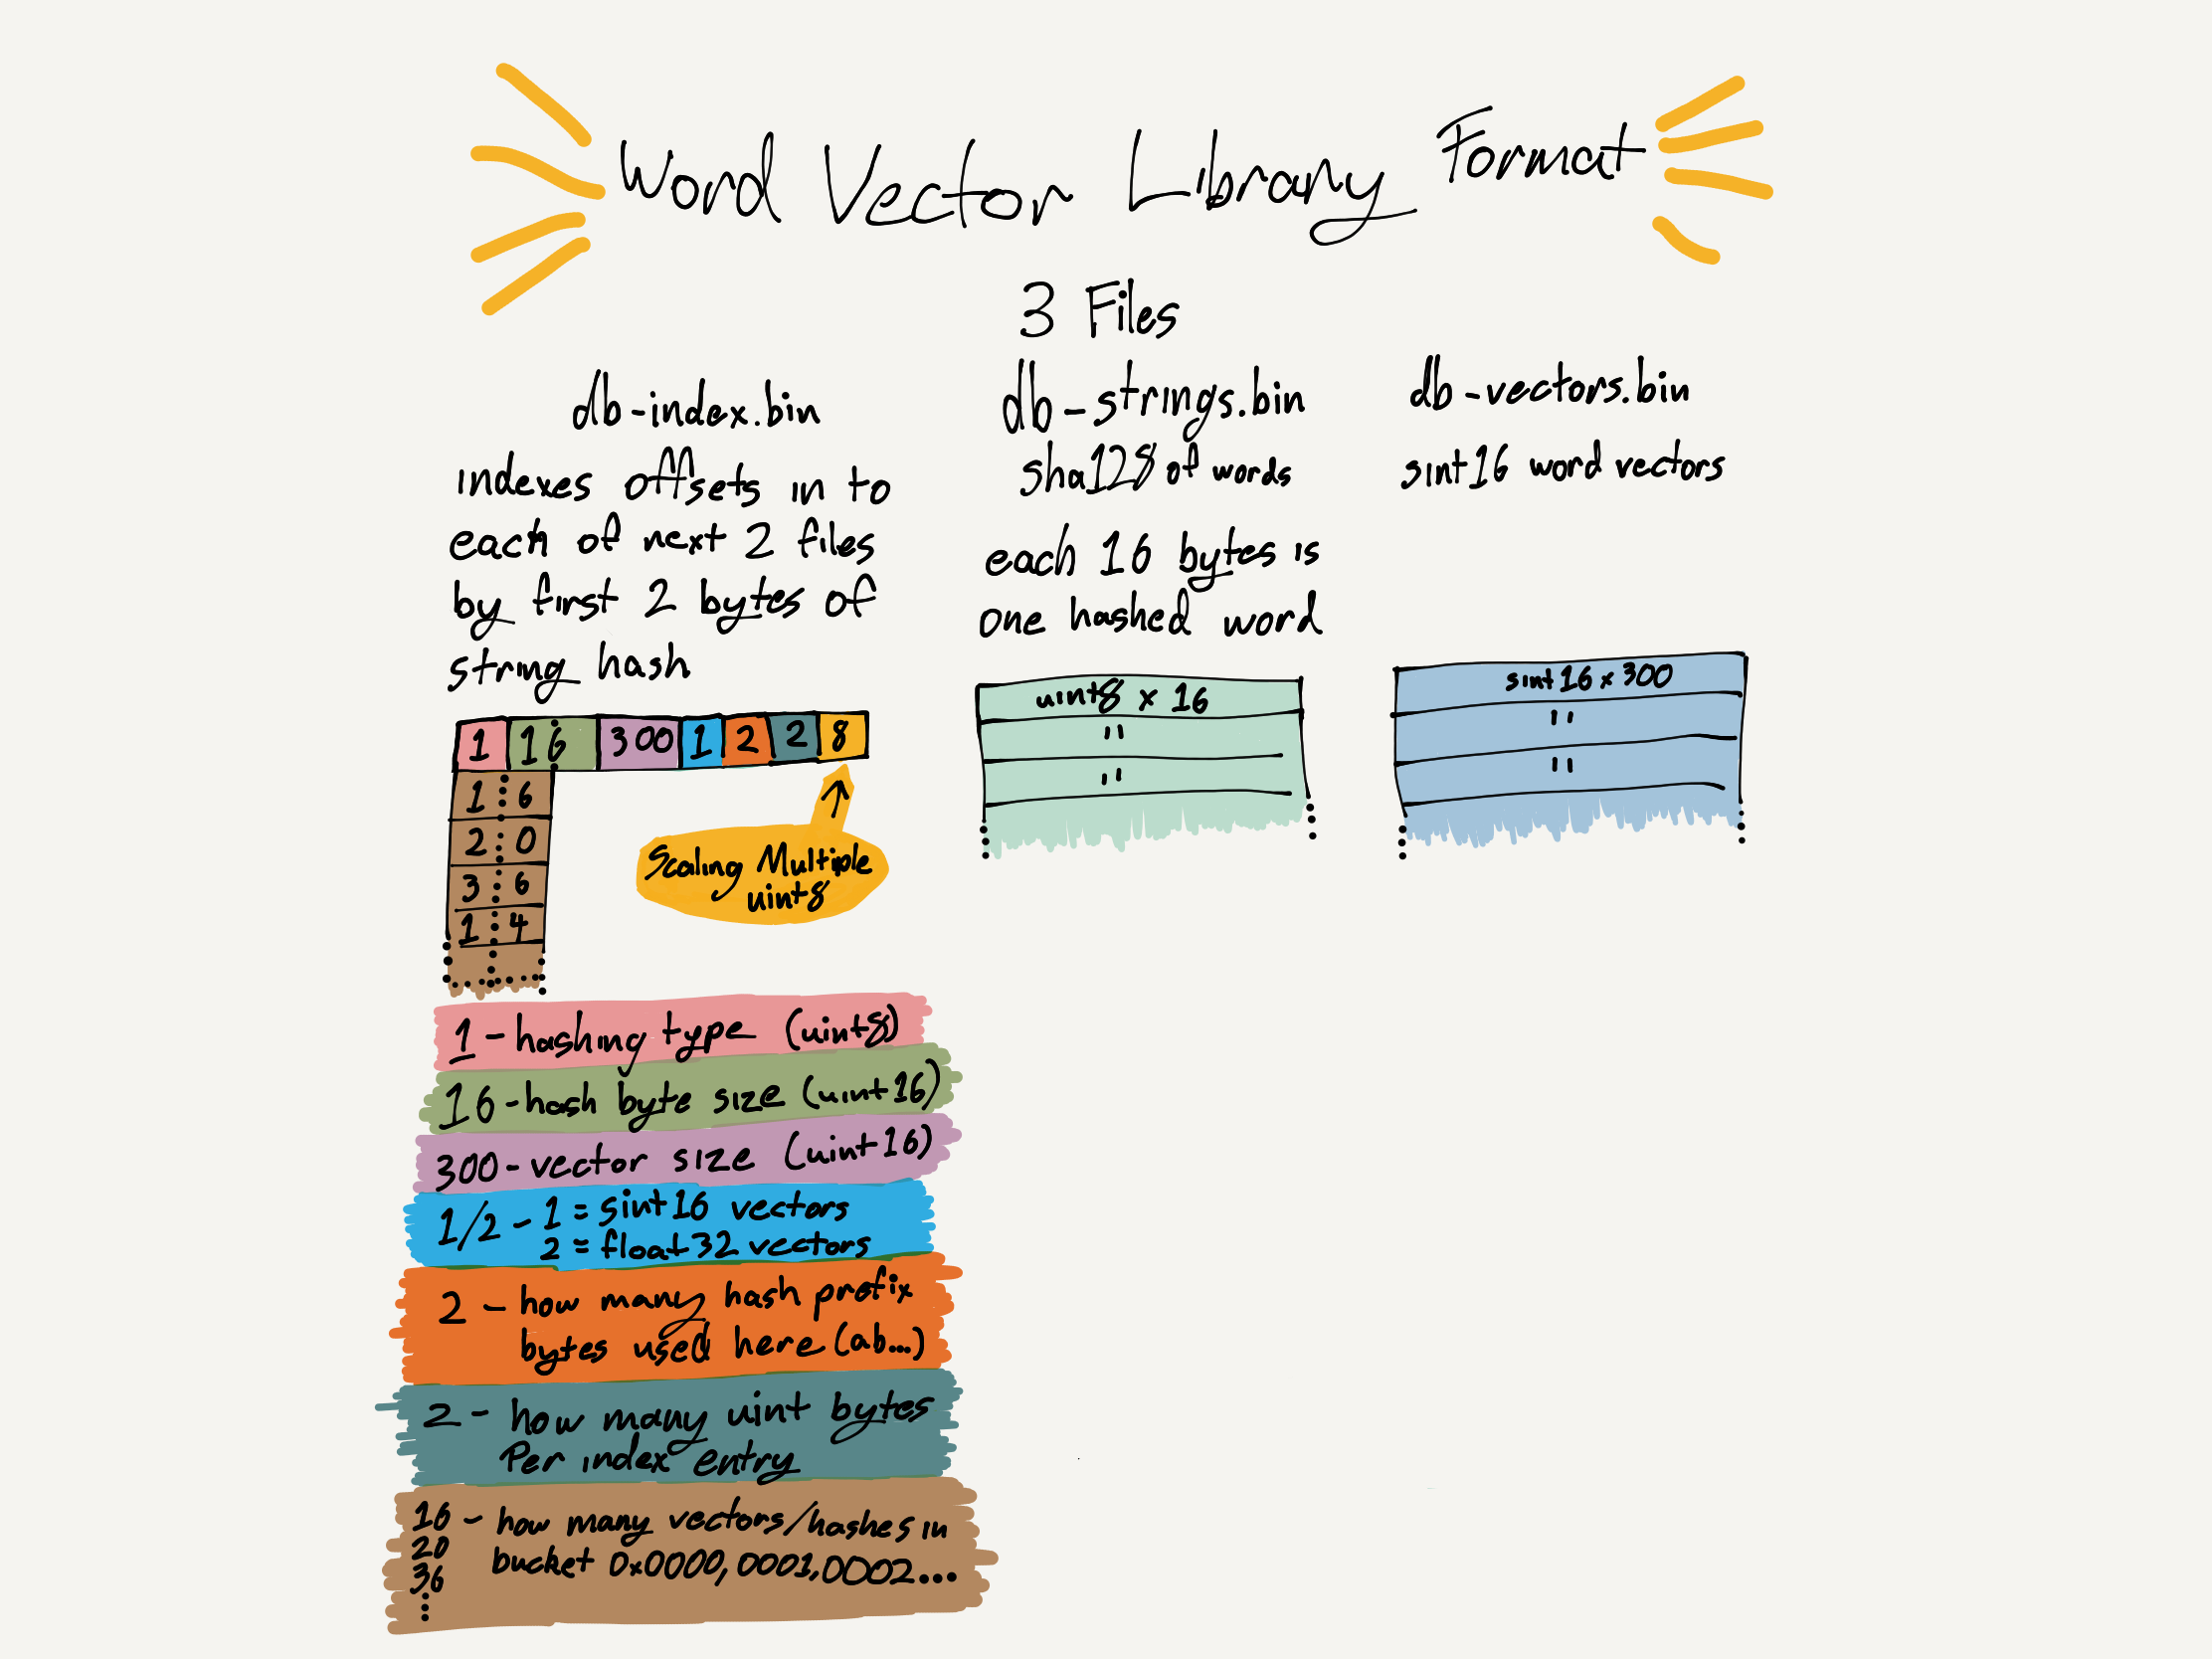 Word Vector Library Format
3 Files
db-index.bin
indexes offsets in to
each of next 2 files
by first 2 bytes of
string hash
1 16 300 1 2 2 8
1 6
2 0
3 6
1 4
Scaling Multiple
uint8
db-strings.bin
sha128 of words
each 16 bytes is
one hashed word
uint8 x 16
"
"
db-vectors.bin
sint16 word vectors
sint16 x 300
"
"
1 - hashing type (uint8)
16 - hash byte size (uint16)
300 - vector size (uint16)
1/2 - 1 = sint16 vectors
2 = float32 vectors
2 - how many hash prefix
bytes used here (ab...)
2 - how many uint bytes
Per index entry
16 - how many vectors/hashes in
20 bucket 0x0000, 0001, 0002...
36